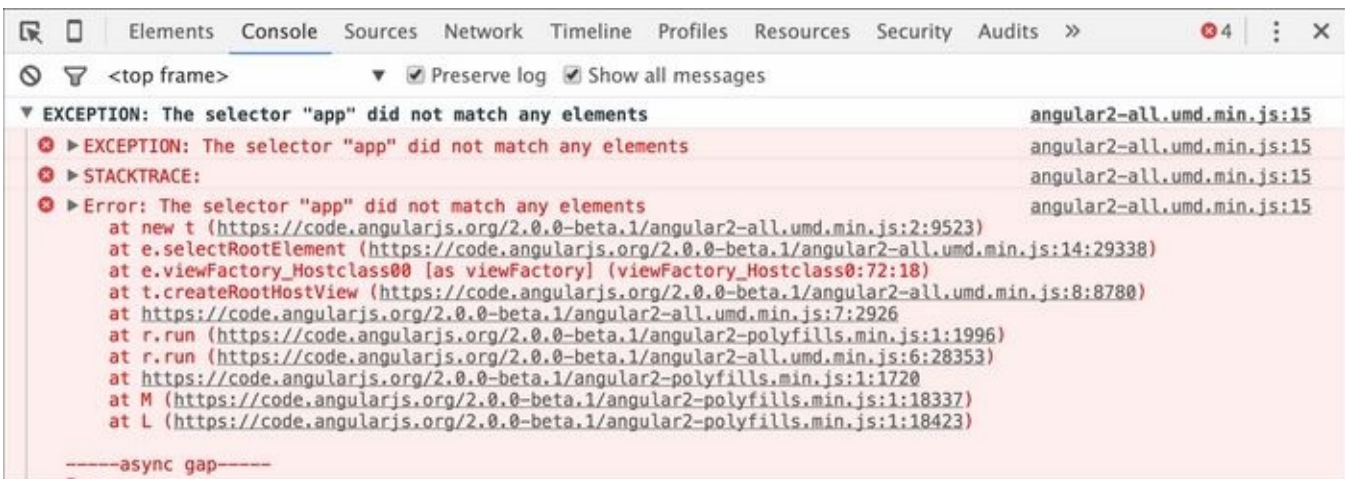 Elements Console Sources Network Timeline Profiles Resources Security Audits » 4
<top frame> ▼ Preserve log Show all messages
▼ EXCEPTION: The selector "app" did not match any elements angular2-all.umd.min.js:15
▶ EXCEPTION: The selector "app" did not match any elements angular2-all.umd.min.js:15
▶ STACKTRACE: angular2-all.umd.min.js:15
▶ Error: The selector "app" did not match any elements angular2-all.umd.min.js:15
at new t (https://code.angularjs.org/2.0.0-beta.1/angular2-all.umd.min.js:2:9523)
at e.selectRootElement (https://code.angularjs.org/2.0.0-beta.1/angular2-all.umd.min.js:14:29338)
at e.viewFactory_Hostclass00 [as viewFactory] (viewFactory_Hostclass0:72:18)
at t.createRootHostView (https://code.angularjs.org/2.0.0-beta.1/angular2-all.umd.min.js:8:8780)
at https://code.angularjs.org/2.0.0-beta.1/angular2-all.umd.min.js:7:2926
at r.run (https://code.angularjs.org/2.0.0-beta.1/angular2-polyfills.min.js:1:1996)
at r.run (https://code.angularjs.org/2.0.0-beta.1/angular2-all.umd.min.js:6:28353)
at https://code.angularjs.org/2.0.0-beta.1/angular2-polyfills.min.js:1:1720
at M (https://code.angularjs.org/2.0.0-beta.1/angular2-polyfills.min.js:1:18337)
at L (https://code.angularjs.org/2.0.0-beta.1/angular2-polyfills.min.js:1:18423)
-----async gap-----